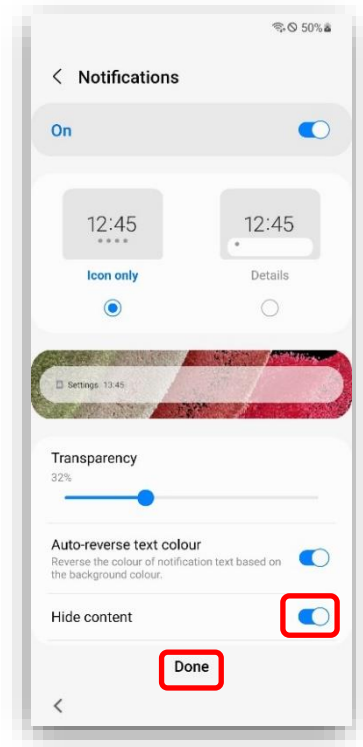 50%
Notifications
On
12:45
12:45
Icon only
Details
Settings 13:45
Transparency
32%
Auto-reverse text colour
Reverse the colour of notification text based on
the background colour.
Hide content
Done